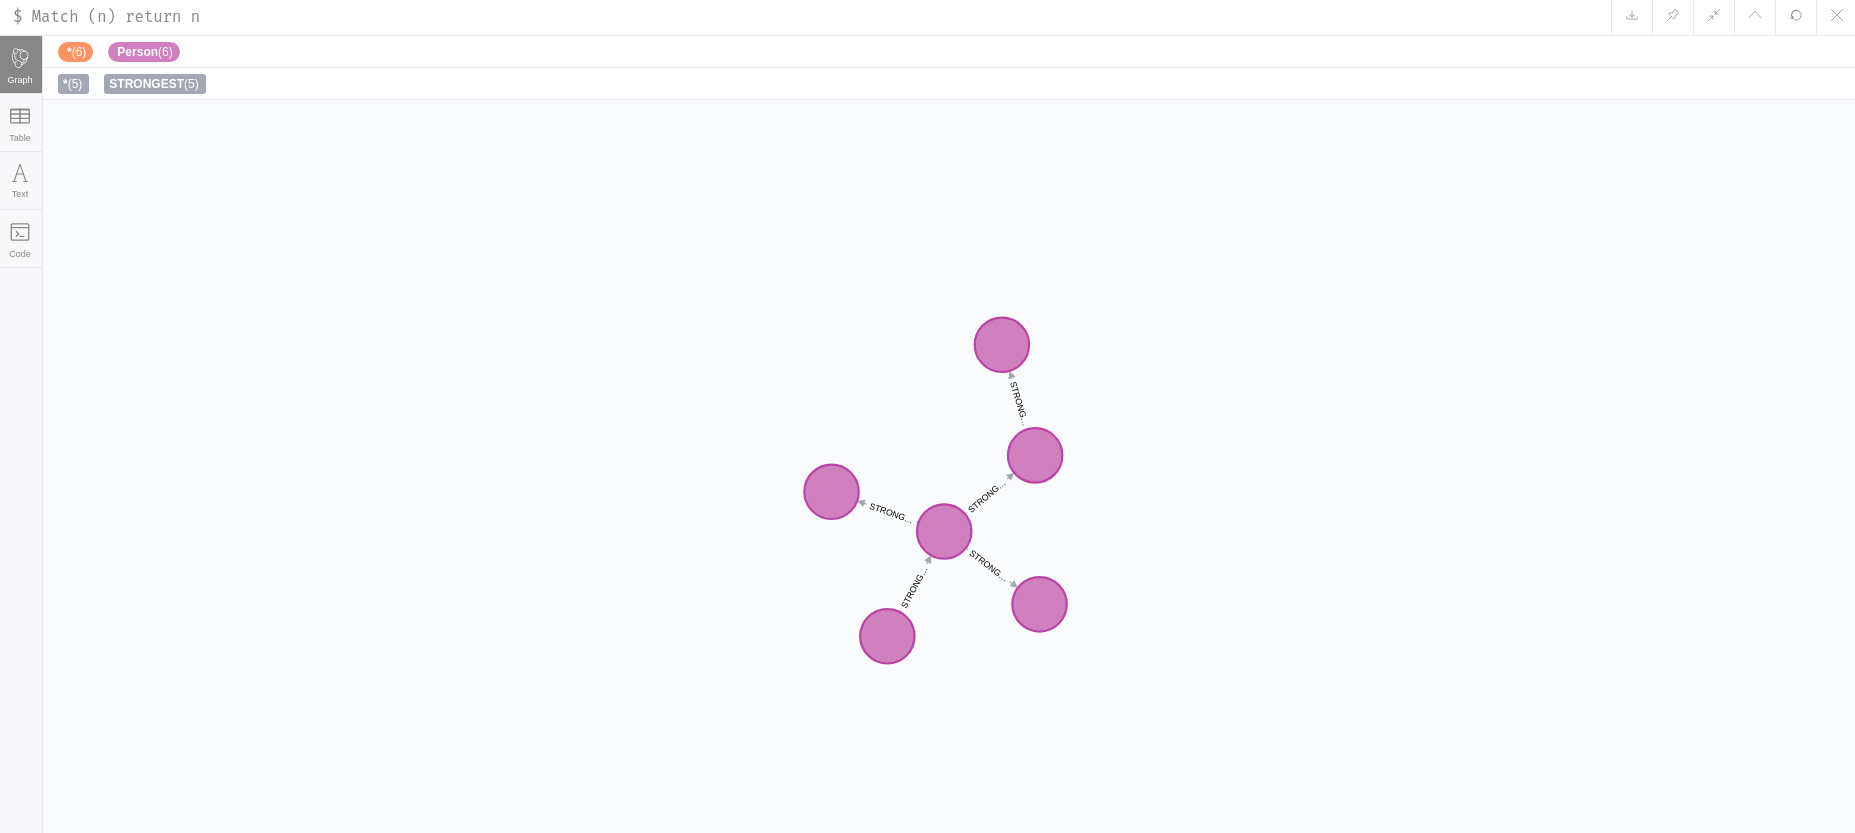 $ Match (n) return n
*(6) Person(6)
*(5) STRONGEST(5)
Graph
Table
Text
Code
STRONG...
STRONG...
STRONG...
STRONG...
STRONG...